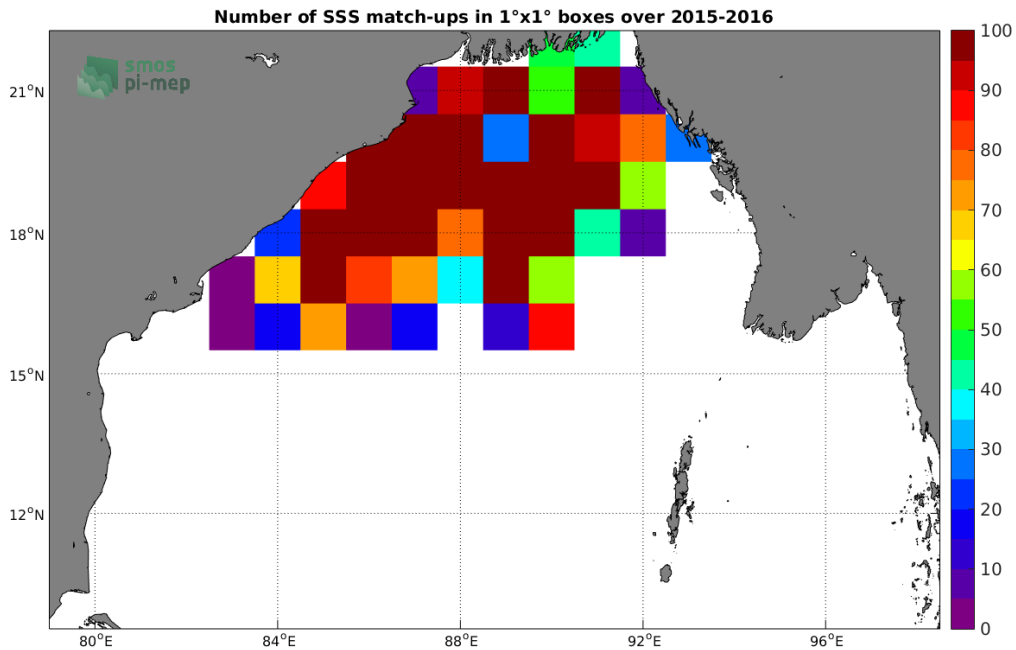 Number of SSS match-ups in 1°x1° boxes over 2015-2016
smos
pi-mep
21°N
18°N
15°N
12°N
80°E
84°E
88°E
92°E
96°E
100
90
80
70
60
50
40
30
20
10
0